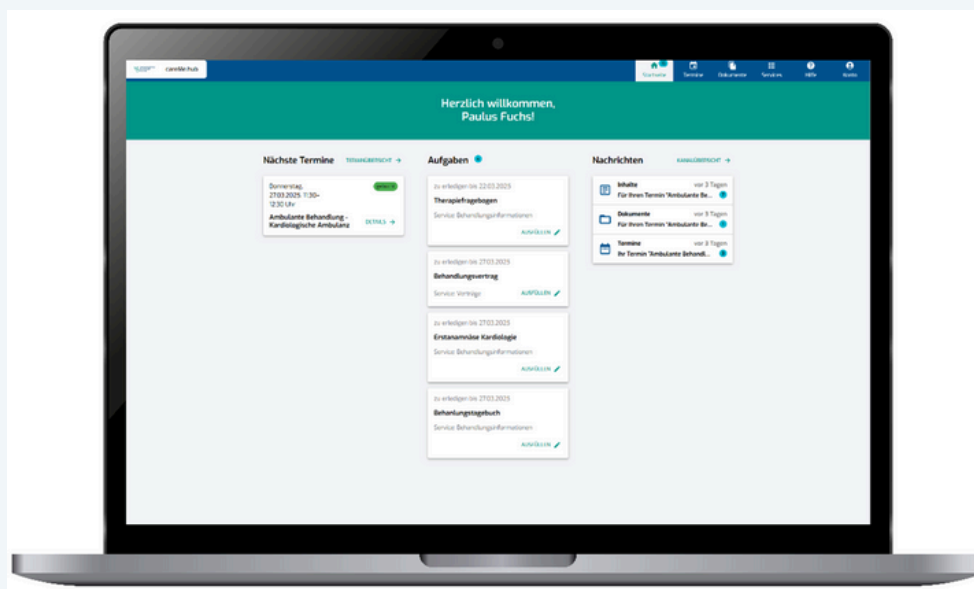 Startseite
Termine
Dokumente
Services
Hilfe
Konto
Herzlich willkommen,
Paulus Fuchs!
Nächste Termine
TERMINÜBERSICHT →
Donnerstag,
27.03.2025, 11:30–
12:30 Uhr
Ambulante Behandlung -
Kardiologische Ambulanz
DETAILS →
Aufgaben
zu erledigen bis 22.03.2025
Therapiefragebogen
Service Behandlungsinformationen
AUSFÜLLEN
zu erledigen bis 27.03.2025
Behandlungsvertrag
Service Verträge
AUSFÜLLEN
zu erledigen bis 27.03.2025
Erstanamnese Kardiologie
Service Behandlungsinformationen
AUSFÜLLEN
zu erledigen bis 27.03.2025
Behanlungstagebuch
Service Behandlungsinformationen
AUSFÜLLEN
Nachrichten
KANALÜBERSICHT →
Inhalte
vor 3 Tagen
Für Ihren Termin "Ambulante Be...
Dokumente
vor 3 Tagen
Für Ihren Termin "Ambulante Be...
Termine
vor 3 Tagen
Ihr Termin "Ambulante Behandl...